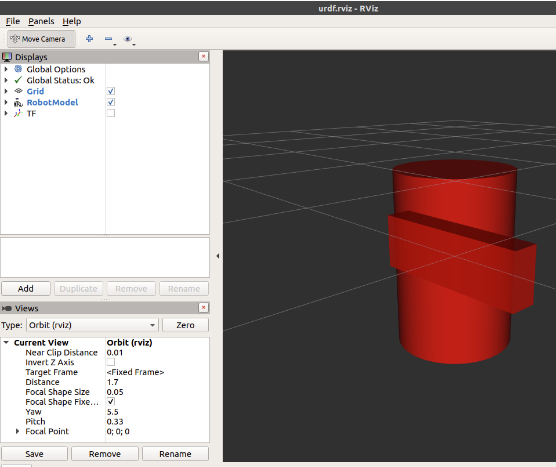 urdf.rviz - RViz
File Panels Help
Move Camera
Displays
Global Options
Global Status: Ok
Grid
RobotModel
TF
Add Duplicate Remove Rename
Views
Type: Orbit (rviz) Zero
Current View Orbit (rviz)
Near Clip Distance 0.01
Invert Z Axis
Target Frame <Fixed Frame>
Distance 1.7
Focal Shape Size 0.05
Focal Shape Fixe...
Yaw 5.5
Pitch 0.33
Focal Point 0; 0; 0
Save Remove Rename